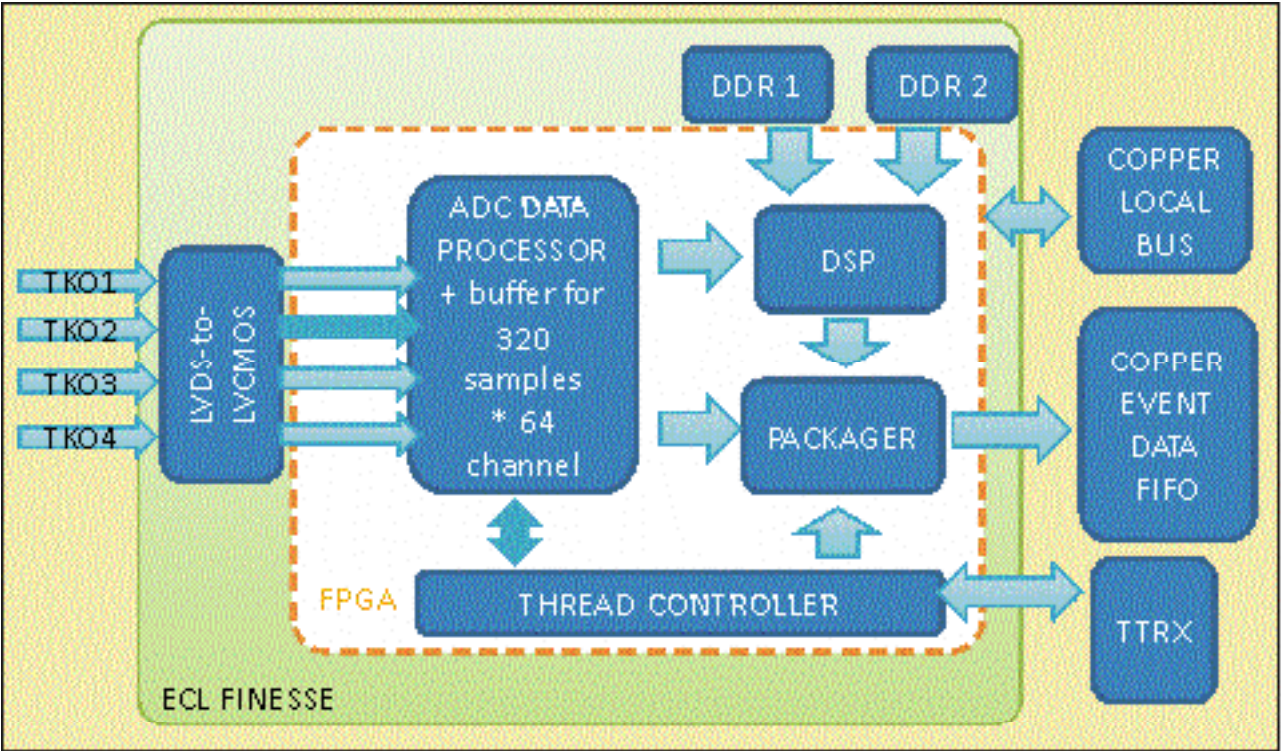 DDR 1
DDR 2
COPPER
LOCAL
BUS
ADC DATA
PROCESSOR
+ buffer for
320
samples
* 64
channel
DSP
TKO1
TKO2
TKO3
TKO4
LVDS-to-
LVCMOS
COPPER
EVENT
DATA
FIFO
PACKAGER
FPGA
THREAD CONTROLLER
TTRX
ECL FINESSE